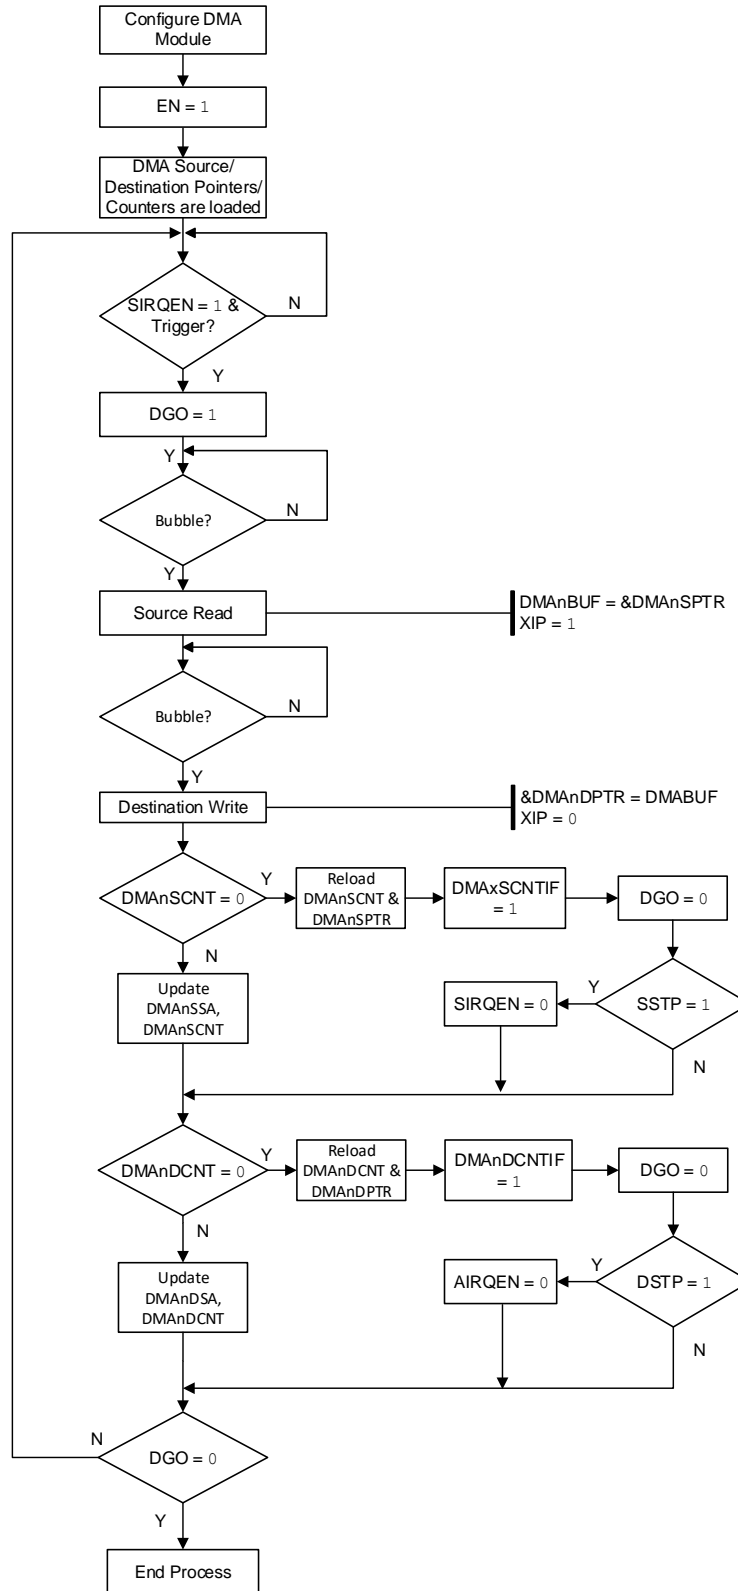 Configure DMA
Module
EN = 1
DMA Source/
Destination Pointers/
Counters are loaded
SIRQEN = 1 &
Trigger?
N
Y
DGO = 1
Y
Bubble?
N
Y
Source Read
DMAnBUF = &DMAnSPTR
XIP = 1
Bubble?
N
Y
Destination Write
&DMAnDPTR = DMABUF
XIP = 0
DMAnSCNT = 0
Y
Reload
DMAnSCNT &
DMAnSPTR
DMAxSCNTIF
= 1
DGO = 0
N
Update
DMAnSSA,
DMAnSCNT
SIRQEN = 0
Y
SSTP = 1
N
DMAnDCNT = 0
Y
Reload
DMAnDCNT &
DMAnDPTR
DMAnDCNTIF
= 1
DGO = 0
N
Update
DMAnDSA,
DMAnDCNT
AIRQEN = 0
Y
DSTP = 1
N
N
DGO = 0
Y
End Process